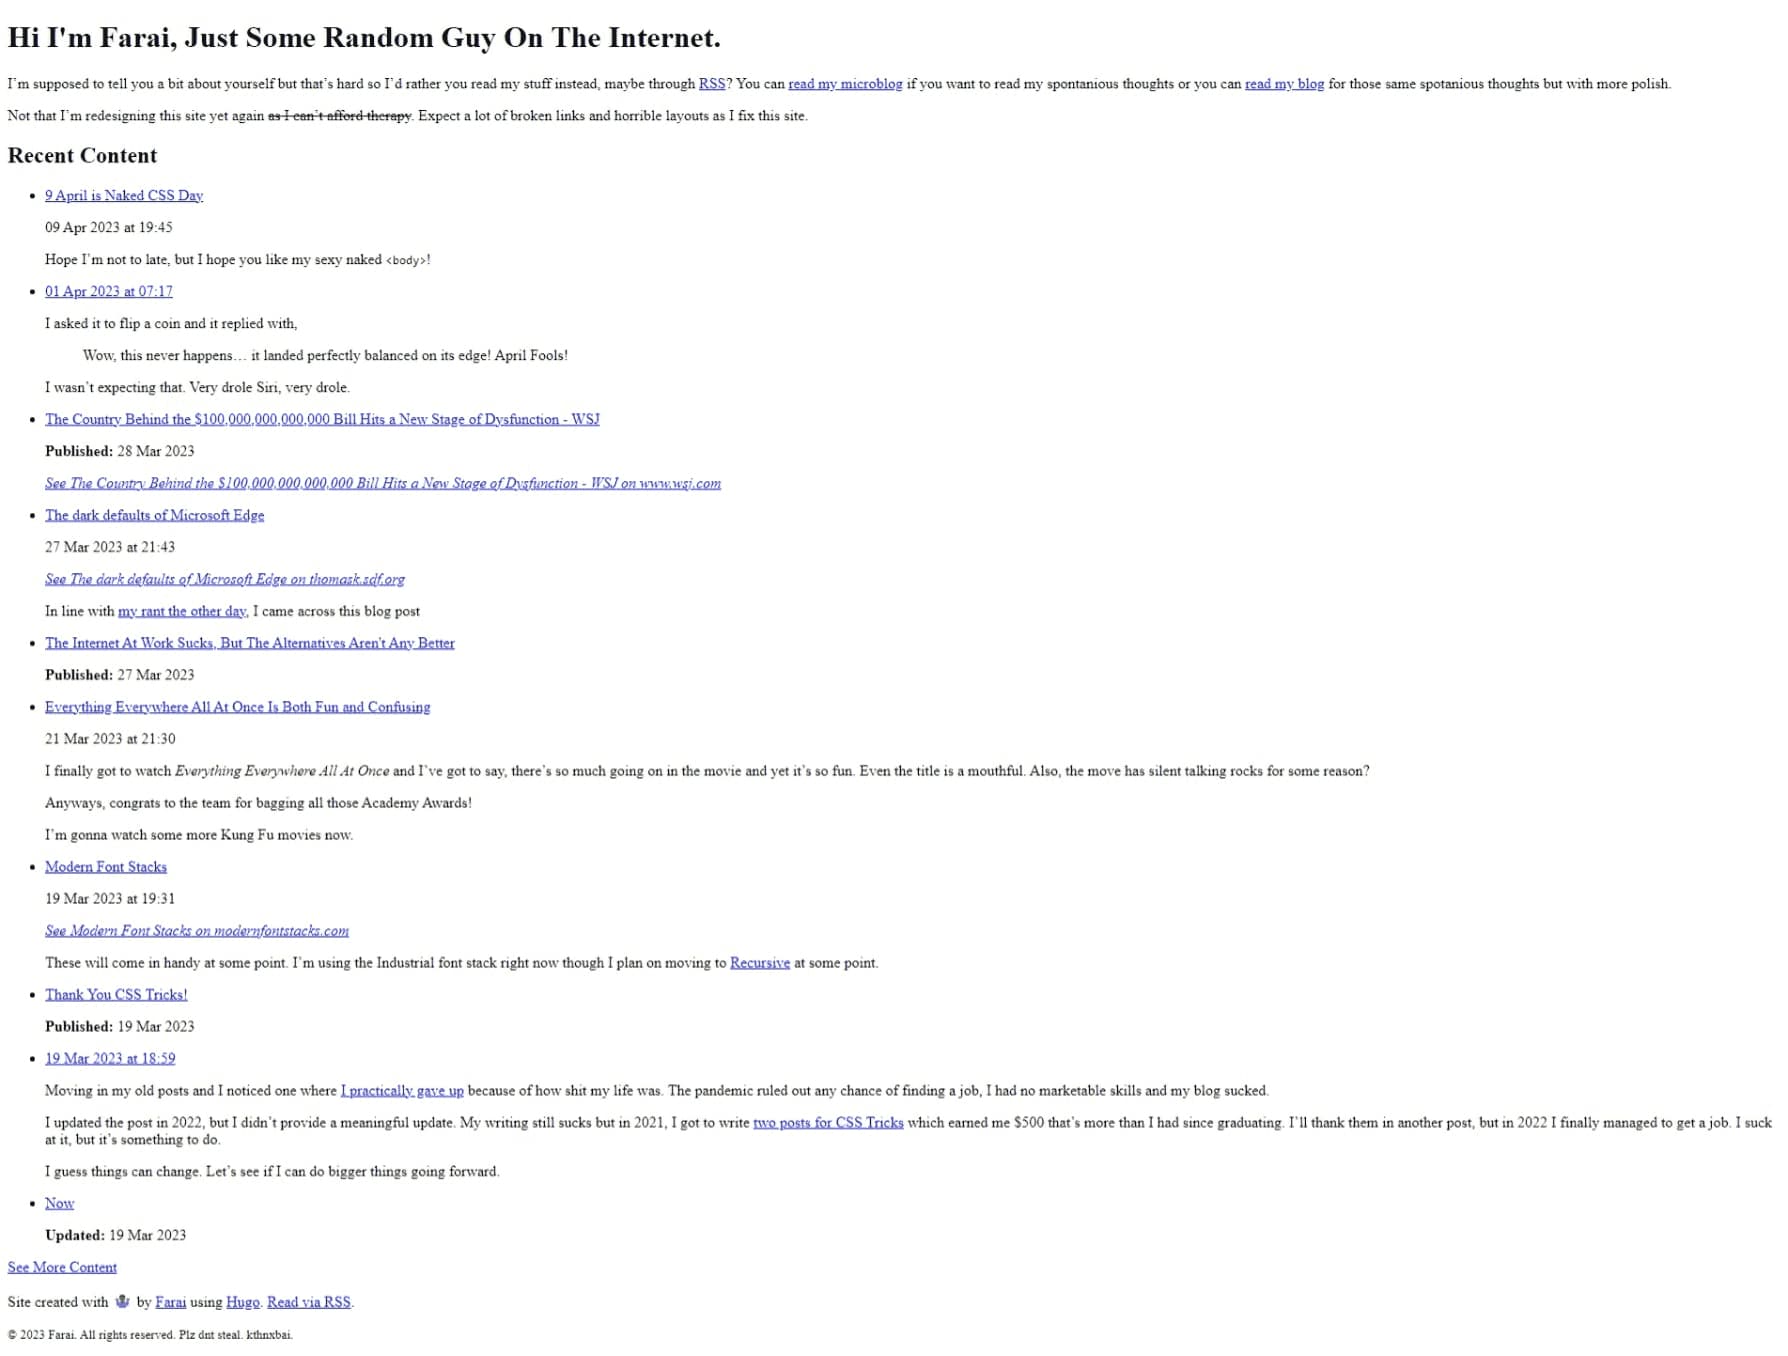 Hi I'm Farai, Just Some Random Guy On The Internet.
I'm supposed to tell you a bit about yourself but that's hard so I'd rather you read my stuff instead, maybe through RSS? You can read my microblog if you want to read my spontanious thoughts or you can read my blog for those same spotanious thoughts but with more polish.
Not that I'm redesigning this site yet again as I can't afford therapy. Expect a lot of broken links and horrible layouts as I fix this site.
Recent Content
• 9 April is Naked CSS Day
09 Apr 2023 at 19:45
Hope I'm not to late, but I hope you like my sexy naked <body>!
• 01 Apr 2023 at 07:17
I asked it to flip a coin and it replied with,
Wow, this never happens… it landed perfectly balanced on its edge! April Fools!
I wasn't expecting that. Very drole Siri, very drole.
• The Country Behind the $100,000,000,000,000 Bill Hits a New Stage of Dysfunction - WSJ
Published: 28 Mar 2023
See The Country Behind the $100,000,000,000,000 Bill Hits a New Stage of Dysfunction - WSJ on www.wsj.com
• The dark defaults of Microsoft Edge
27 Mar 2023 at 21:43
See The dark defaults of Microsoft Edge on thomask.sdf.org
In line with my rant the other day, I came across this blog post
• The Internet At Work Sucks, But The Alternatives Aren't Any Better
Published: 27 Mar 2023
• Everything Everywhere All At Once Is Both Fun and Confusing
21 Mar 2023 at 21:30
I finally got to watch Everything Everywhere All At Once and I've got to say, there's so much going on in the movie and yet it's so fun. Even the title is a mouthful. Also, the move has silent talking rocks for some reason?
Anyways, congrats to the team for bagging all those Academy Awards!
I'm gonna watch some more Kung Fu movies now.
• Modern Font Stacks
19 Mar 2023 at 19:31
See Modern Font Stacks on modernfontstacks.com
These will come in handy at some point. I'm using the Industrial font stack right now though I plan on moving to Recursive at some point.
• Thank You CSS Tricks!
Published: 19 Mar 2023
• 19 Mar 2023 at 18:59
Moving in my old posts and I noticed one where I practically gave up because of how shit my life was. The pandemic ruled out any chance of finding a job, I had no marketable skills and my blog sucked.
I updated the post in 2022, but I didn't provide a meaningful update. My writing still sucks but in 2021, I got to write two posts for CSS Tricks which earned me $500 that's more than I had since graduating. I'll thank them in another post, but in 2022 I finally managed to get a job. I suck
at it, but it's something to do.
I guess things can change. Let's see if I can do bigger things going forward.
• Now
Updated: 19 Mar 2023
See More Content
Site created with by Farai using Hugo. Read via RSS.
© 2023 Farai. All rights reserved. Plz dnt steal. kthnxbai.